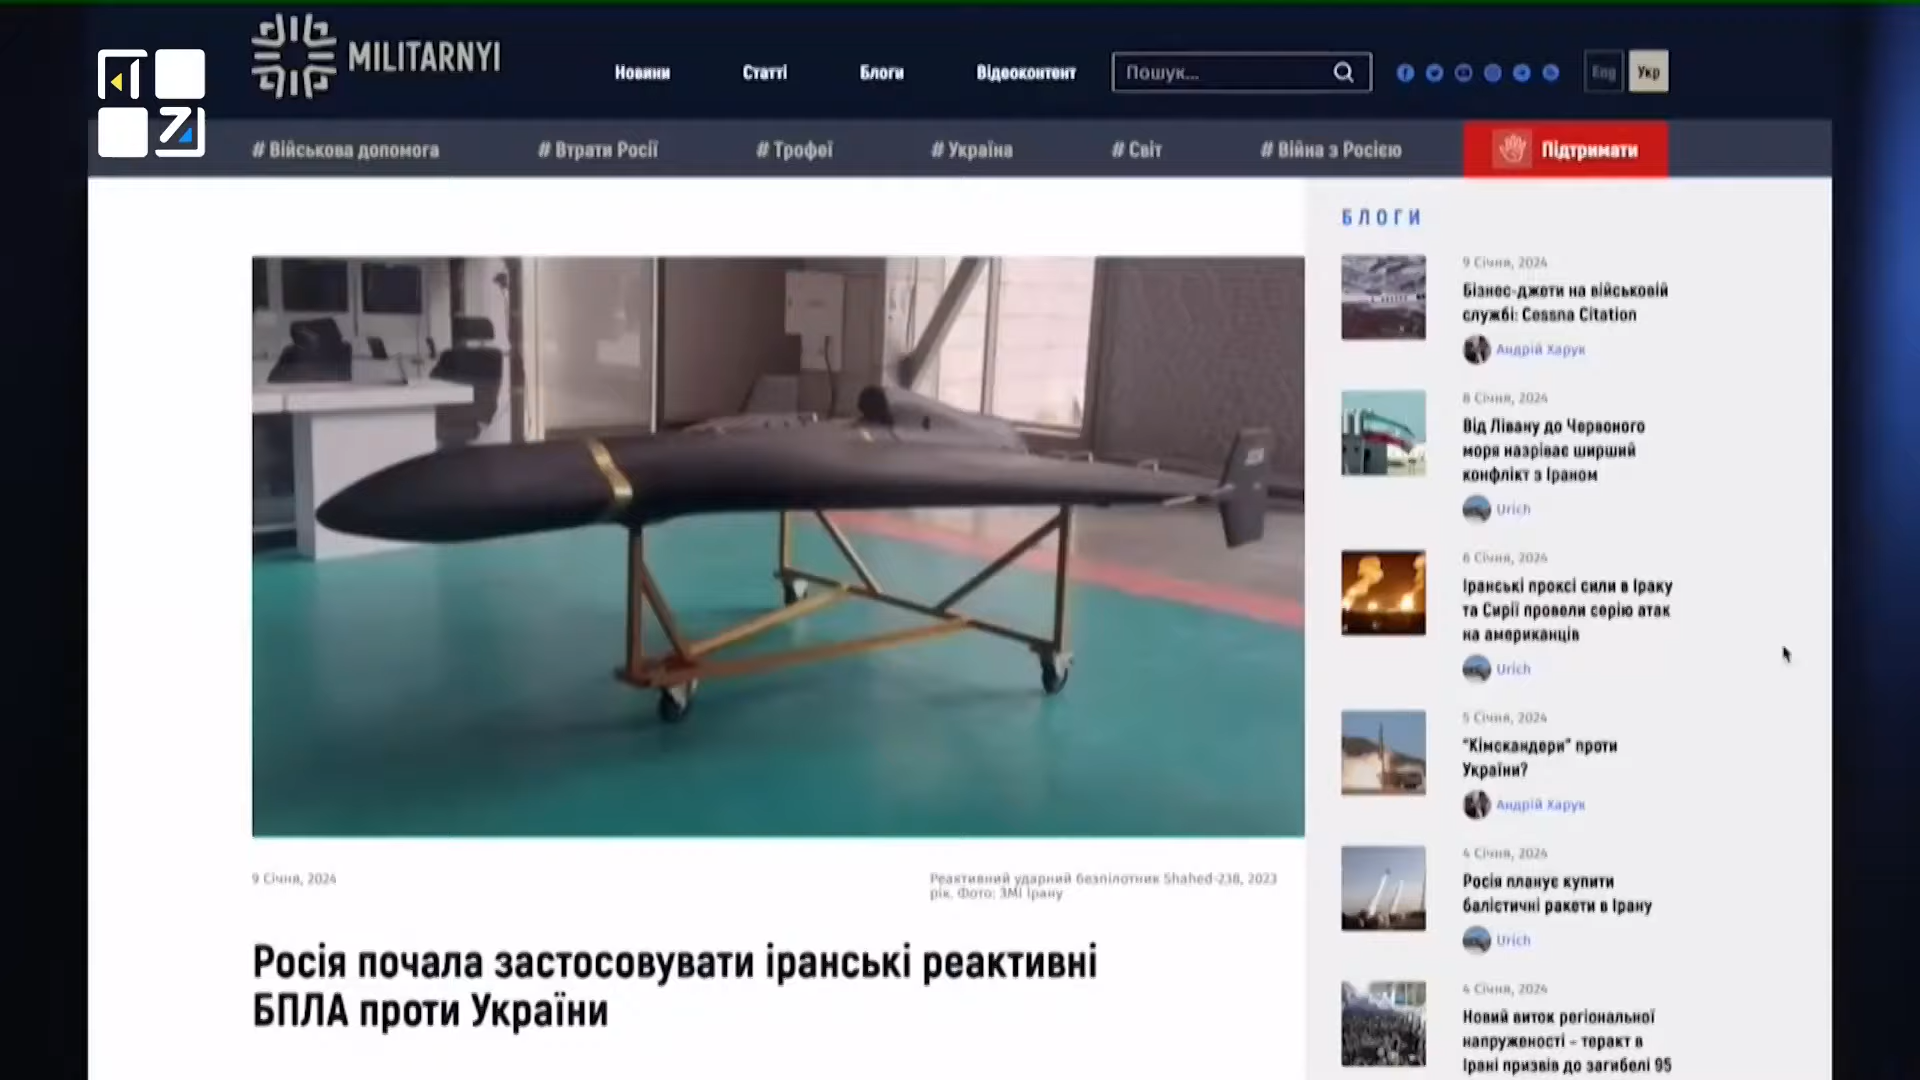 MILITARNYI
Новини
Статті
Блоги
Відеоконтент
Пошук...
Eng
Укр
# Військова допомога
# Втрати Росії
# Трофеї
# Україна
# Світ
# Війна з Росією
Підтримати
9 Січня, 2024
Реактивний ударний безпілотник Shahed-238, 2023
рік. Фото: ЗМІ Ірану
Росія почала застосовувати іранські реактивні
БПЛА проти України
БЛОГИ
9 Січня, 2024
Бізнес-джети на військовій
службі: Cessna Citation
Андрій Харук
8 Січня, 2024
Від Лівану до Червоного
моря назріває ширший
конфлікт з Іраном
Urich
6 Січня, 2024
Іранські проксі сили в Іраку
та Сирії провели серію атак
на американців
Urich
5 Січня, 2024
"Кімскандери" проти
України?
Андрій Харук
4 Січня, 2024
Росія планує купити
балістичні ракети в Ірану
Urich
4 Січня, 2024
Новий виток регіональної
напруженості – теракт в
Ірані призвів до загибелі 95